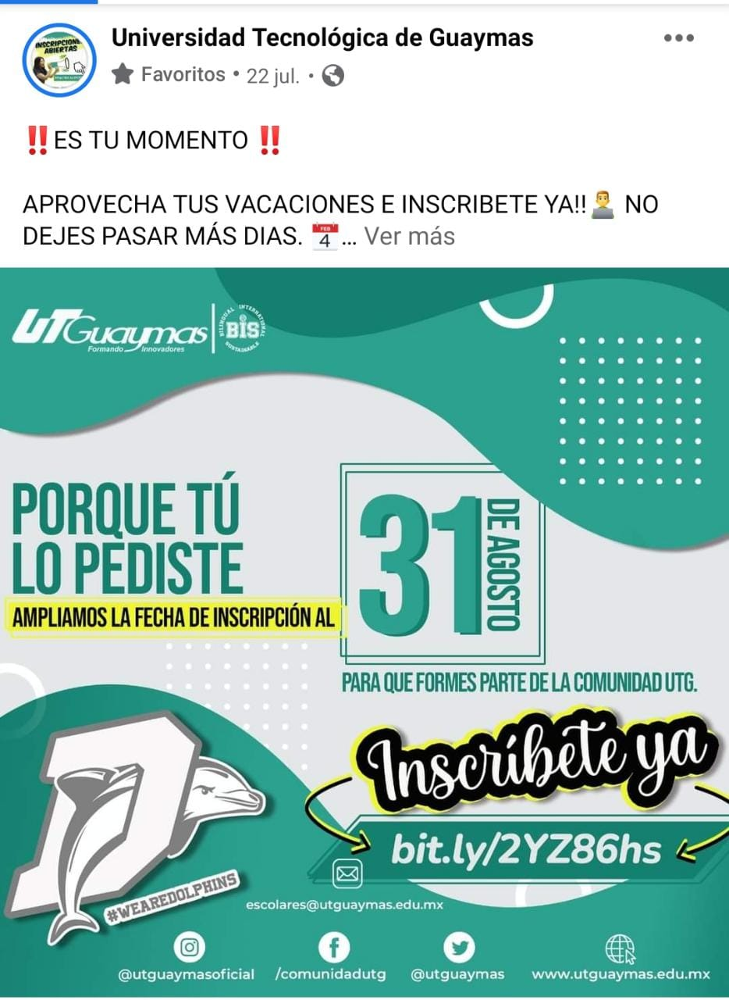 INSCRIPCIONES
ABIERTAS
Universidad Tecnológica de Guaymas
Favoritos • 22 jul. •
‼️ES TU MOMENTO ‼️
APROVECHA TUS VACACIONES E INSCRIBETE YA!!👨‍💻 NO
DEJES PASAR MÁS DIAS. 📅... Ver más
UTGuaymas
Formando Innovadores
BILINGUAL INTERNATIONAL
BIS
SUSTAINABLE
PORQUE TÚ
LO PEDISTE
AMPLIAMOS LA FECHA DE INSCRIPCIÓN AL
31
DE AGOSTO
PARA QUE FORMES PARTE DE LA COMUNIDAD UTG.
Inscríbete ya
bit.ly/2YZ86hs
#WEAREDOLPHINS
escolares@utguaymas.edu.mx
@utguaymasoficial
/comunidadutg
@utguaymas
www.utguaymas.edu.mx